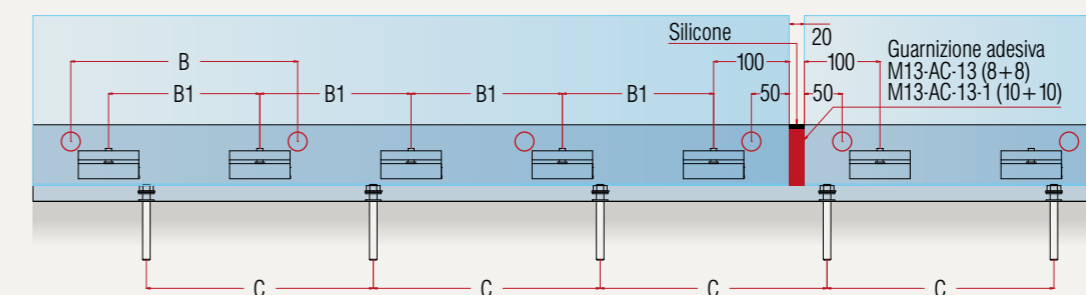 Silicone
20
Guarnizione adesiva
M13-AC-13 (8+8)
M13-AC-13-1 (10+10)
B
100
100
B1
B1
B1
B1
50
50
C
C
C
C